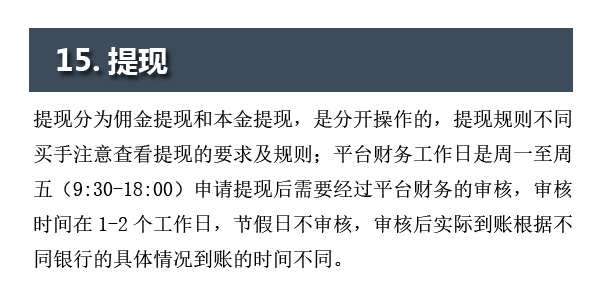 15. 提现
提现分为佣金提现和本金提现，是分开操作的，提现规则不同
买手注意查看提现的要求及规则；平台财务工作日是周一至周
五（9:30-18:00）申请提现后需要经过平台财务的审核，审核
时间在1-2个工作日，节假日不审核，审核后实际到账根据不
同银行的具体情况到账的时间不同。